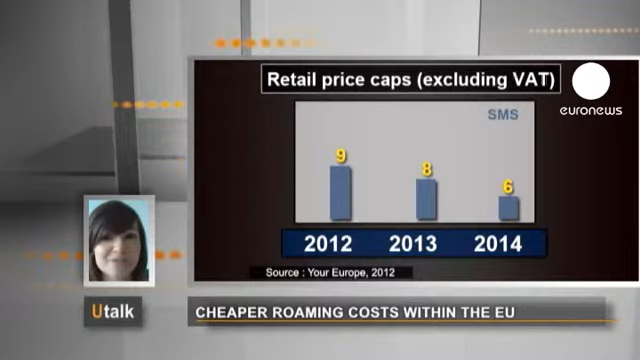 Retail price caps (excluding VAT)
euronews
SMS
9
8
6
2012
2013
2014
Source : Your Europe, 2012
Utalk
CHEAPER ROAMING COSTS WITHIN THE EU